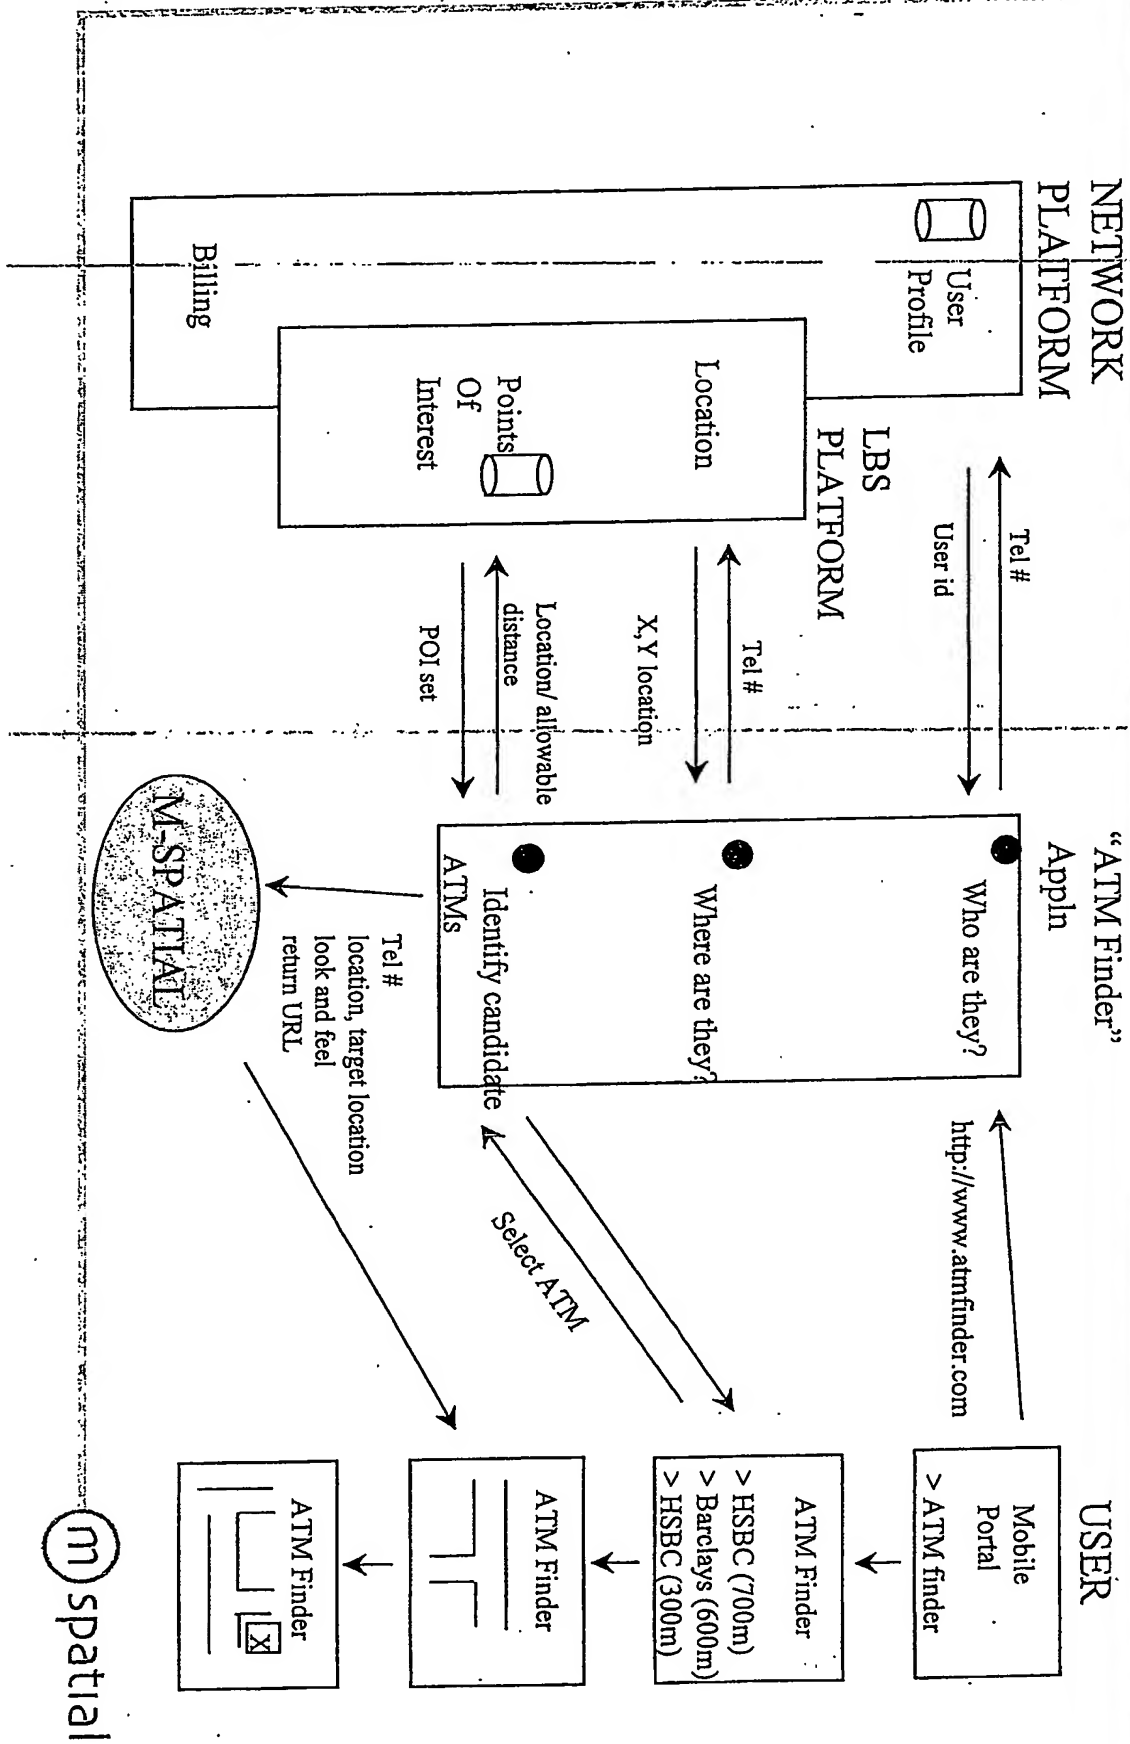 NETWORK
PLATFORM
User
Profile
Billing
LBS
PLATFORM
Location
Points
Of
Interest
Tel #
User id
Tel #
X,Y location
Location/ allowable
distance
POI set
“ATM Finder”
Appln
Who are they?
Where are they?
Identify candidate
ATMs
M-SPATIAL
Tel #
location, target location
look and feel
return URL
http://www.atmfinder.com
Select ATM
USER
Mobile
Portal
> ATM finder
ATM Finder
> HSBC (700m)
> Barclays (600m)
> HSBC (300m)
ATM Finder
ATM Finder
X
m spatial